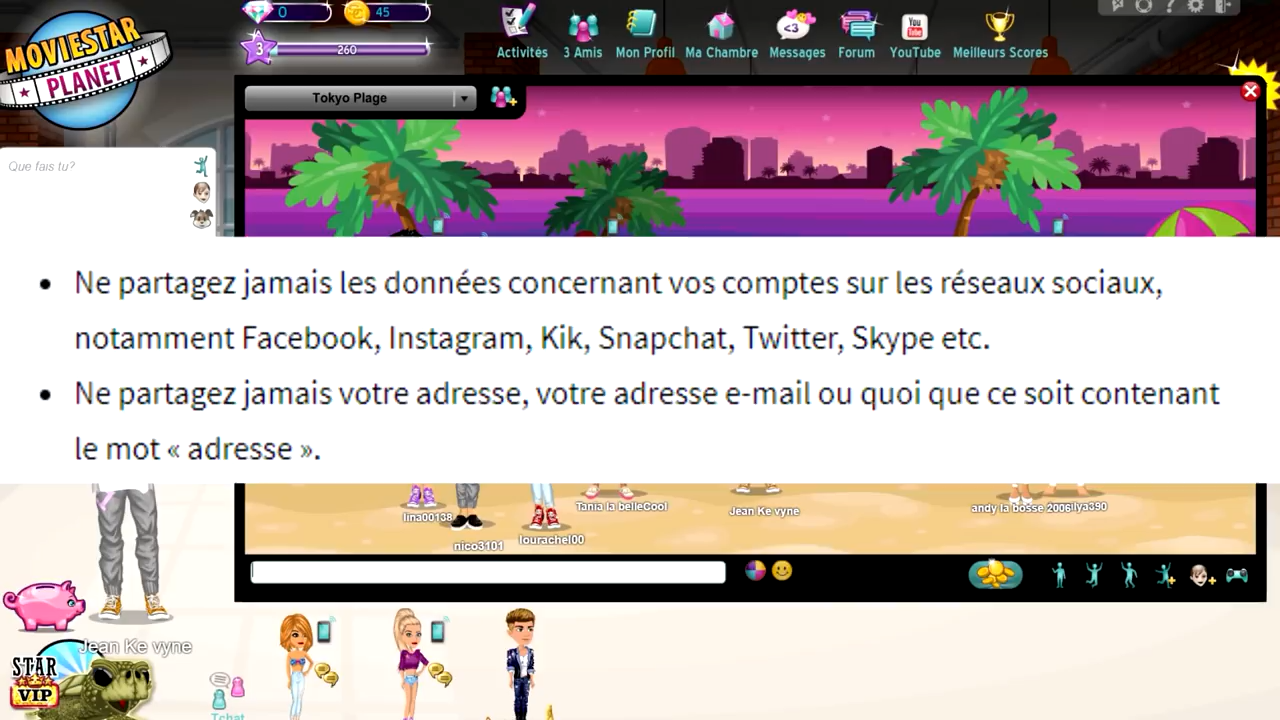 MOVIESTAR
PLANET
0
45
3
260
Activités
3 Amis
Mon Profil
Ma Chambre
<3
Messages
Forum
You
Tube
YouTube
Meilleurs Scores
Tokyo Plage
Que fais tu?
• Ne partagez jamais les données concernant vos comptes sur les réseaux sociaux,
notamment Facebook, Instagram, Kik, Snapchat, Twitter, Skype etc.
• Ne partagez jamais votre adresse, votre adresse e-mail ou quoi que ce soit contenant
le mot « adresse ».
lina00138
nico3101
lourachel00
Tania la belleCool
Jean Ke vyne
andy la bosse 2006
Jean Ke vyne
STAR
VIP
Tchat